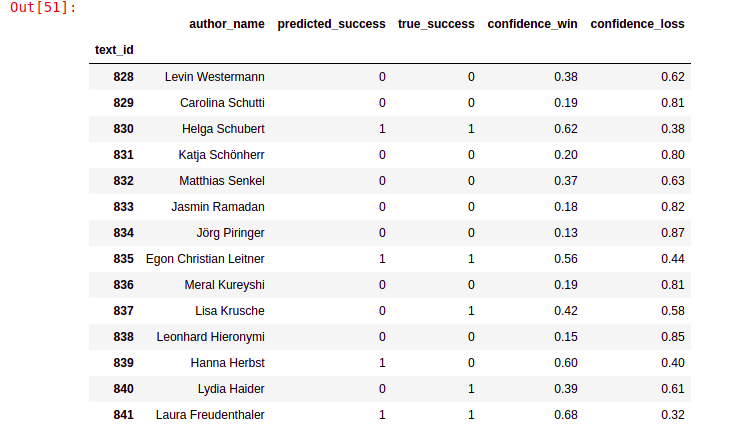 Out[51]:
author_name predicted_success true_success confidence_win confidence_loss
text_id
828 Levin Westermann 0 0 0.38 0.62
829 Carolina Schutti 0 0 0.19 0.81
830 Helga Schubert 1 1 0.62 0.38
831 Katja Schönherr 0 0 0.20 0.80
832 Matthias Senkel 0 0 0.37 0.63
833 Jasmin Ramadan 0 0 0.18 0.82
834 Jörg Piringer 0 0 0.13 0.87
835 Egon Christian Leitner 1 1 0.56 0.44
836 Meral Kureyshi 0 0 0.19 0.81
837 Lisa Krusche 0 1 0.42 0.58
838 Leonhard Hieronymi 0 0 0.15 0.85
839 Hanna Herbst 1 0 0.60 0.40
840 Lydia Haider 0 1 0.39 0.61
841 Laura Freudenthaler 1 1 0.68 0.32